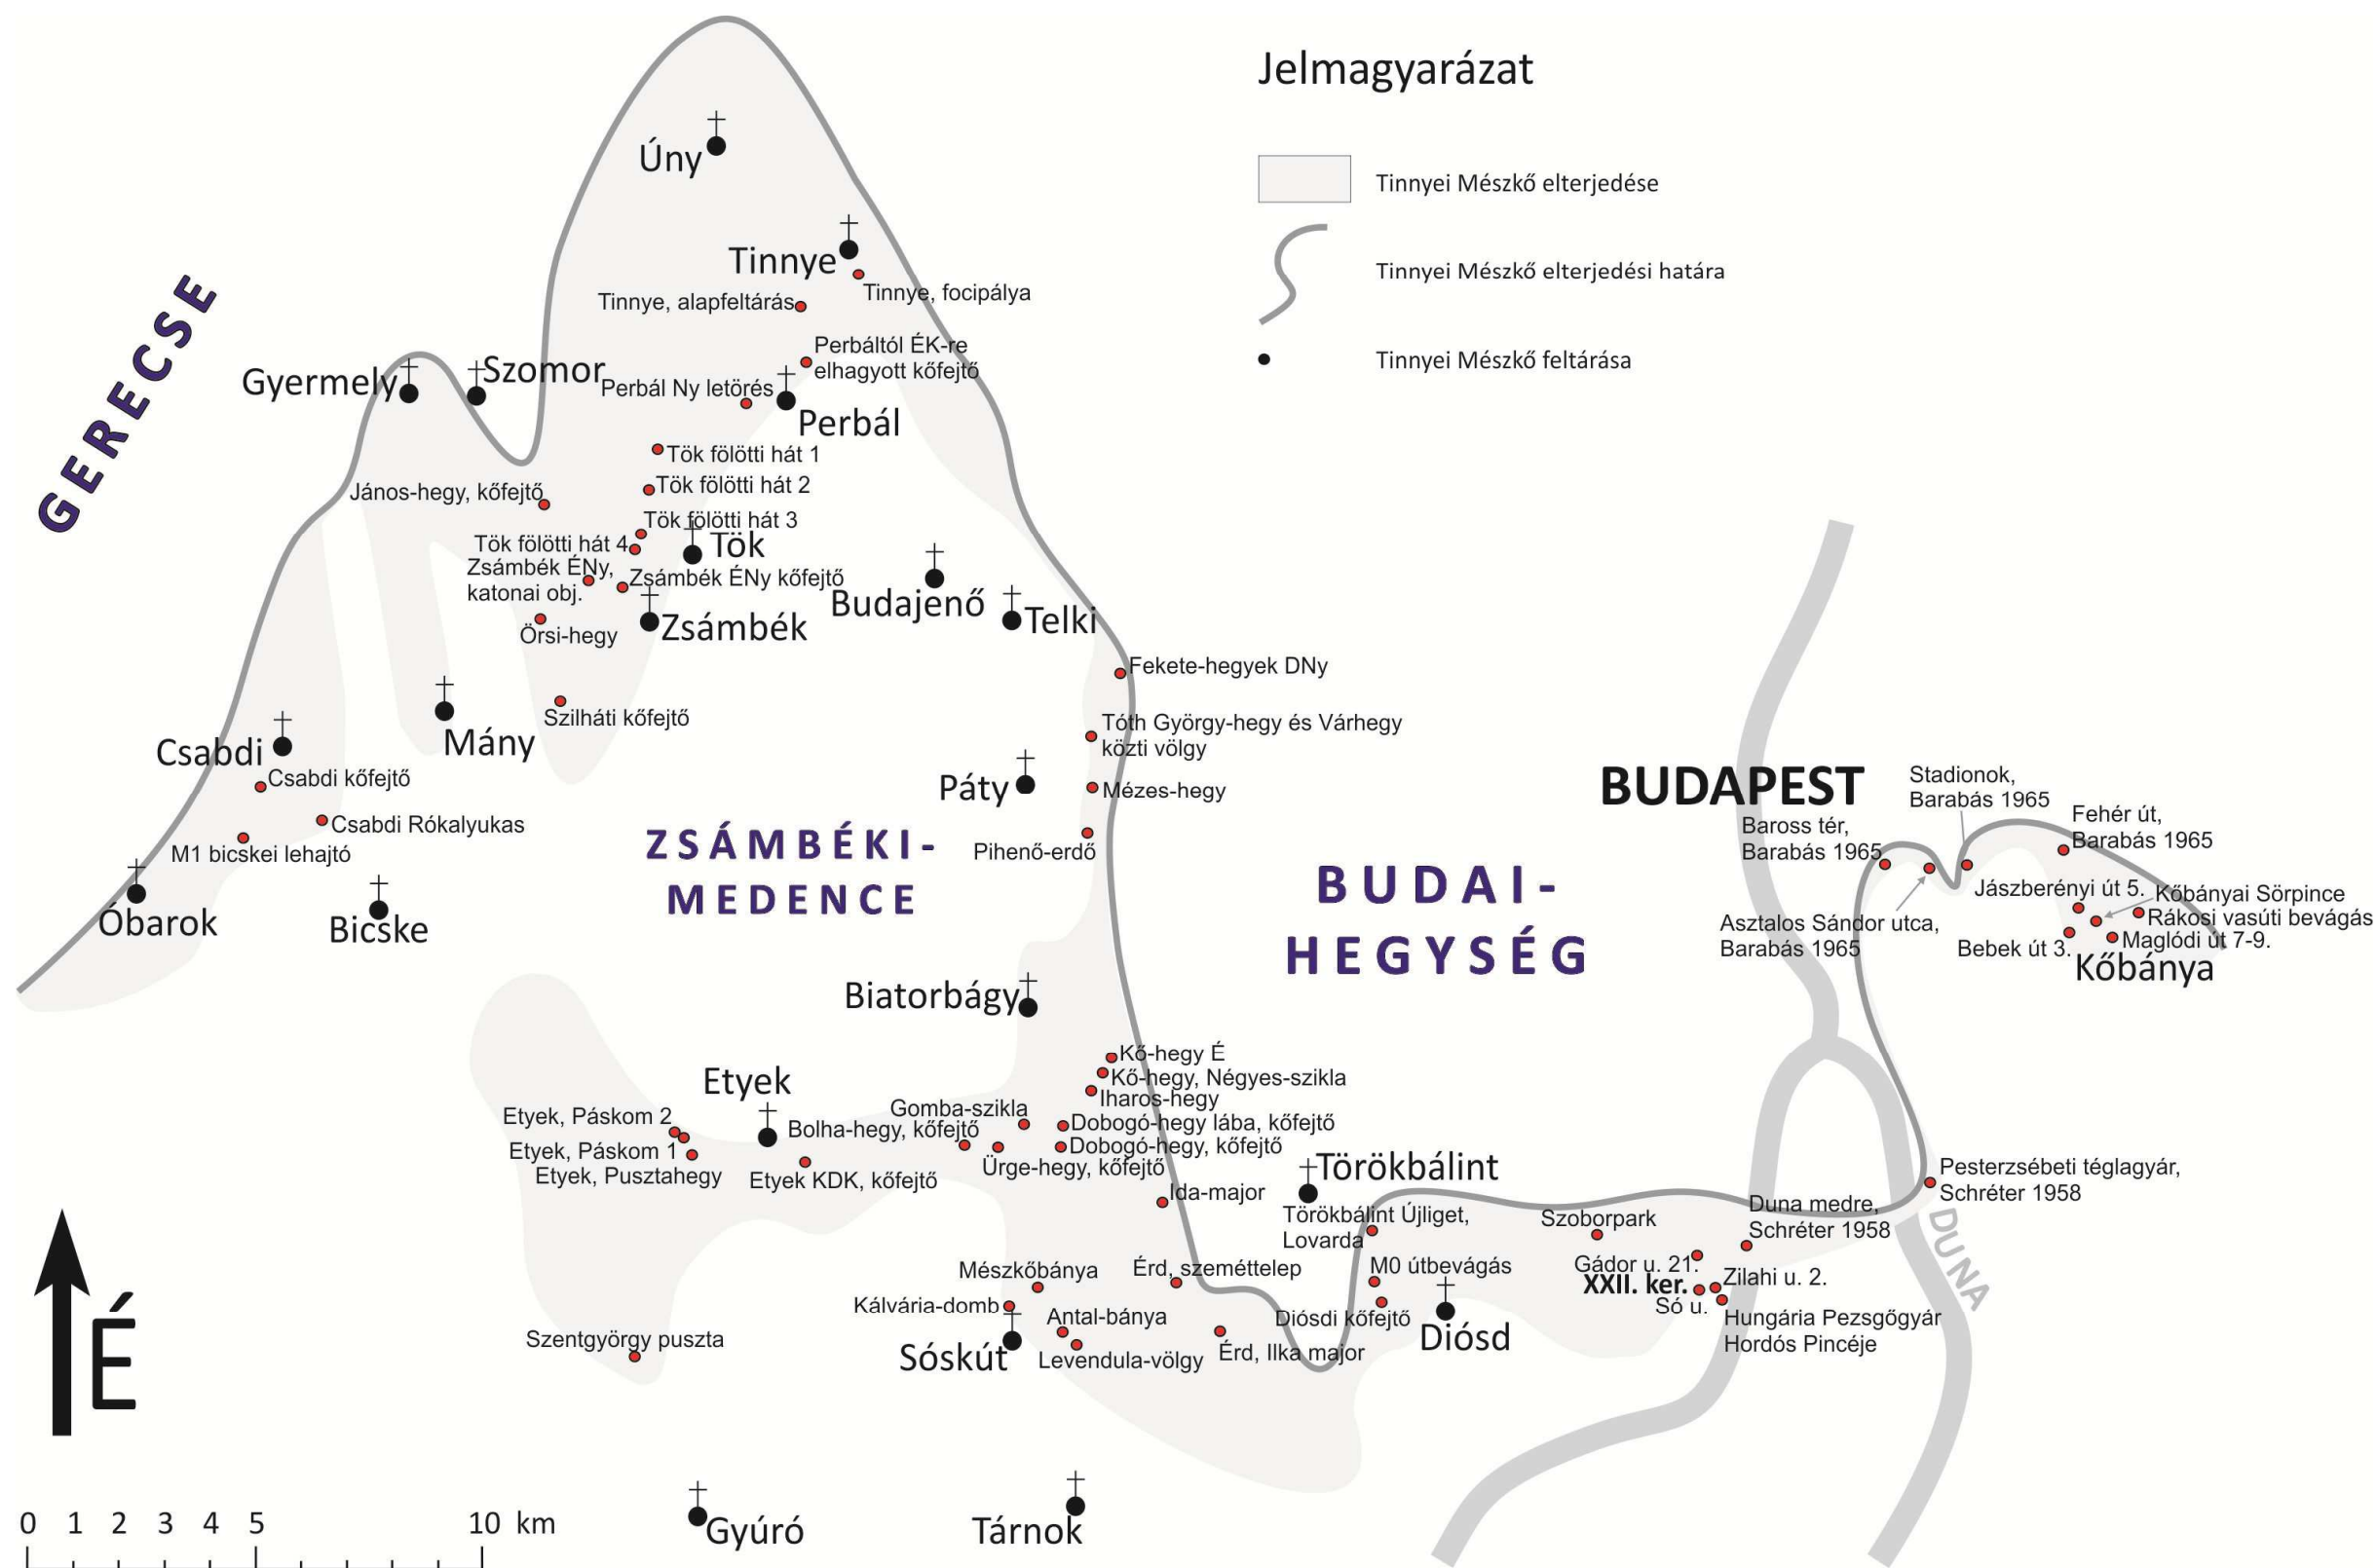 Jelmagyarázat
Tinnyei Mészkő elterjedése
Tinnyei Mészkő elterjedési határa
Tinnyei Mészkő feltárása
Úny
Tinnye
Tinnye, focipálya
Tinnye, alapfeltárás
Perbáltól ÉK-re
elhagyott kőfejtő
GERECSE
Gyermely
Szomor
Perbál Ny letörés
Perbál
Tök fölötti hát 1
Tök fölötti hát 2
János-hegy, kőfejtő
Tök fölötti hát 3
Tök fölötti hát 4
Tök
Zsámbék ÉNy,
katonai obj.
Zsámbék ÉNy kőfejtő
Budajenő
Telki
Zsámbék
Örsi-hegy
Fekete-hegyek DNy
Szilháti kőfejtő
Mány
Tóth György-hegy és Várhegy
közti völgy
Csabdi
Csabdi kőfejtő
Páty
Mézes-hegy
BUDAPEST
Stadionok,
Barabás 1965
Fehér út,
Barabás 1965
Baross tér,
Barabás 1965
Csabdi Rókalyukas
M1 bicskei lehajtó
ZSÁMBÉKI-
MEDENCE
Pihenő-erdő
BUDAI-
HEGYSÉG
Jászberényi út 5.
Kőbányai Sörpince
Rákosi vasúti bevágás
Asztalos Sándor utca,
Barabás 1965
Bebek út 3.
Maglódi út 7-9.
Kőbánya
Óbarok
Bicske
Biatorbágy
Kő-hegy É
Kő-hegy, Négyes-szikla
Iharos-hegy
Etyek
Gomba-szikla
Etyek, Páskom 2
Bolha-hegy, kőfejtő
Dobogó-hegy lába, kőfejtő
Dobogó-hegy, kőfejtő
Etyek, Páskom 1
Etyek, Pusztahegy
Etyek KDK, kőfejtő
Ürge-hegy, kőfejtő
Törökbálint
Pesterzsébeti téglagyár,
Schréter 1958
Ida-major
Törökbálint Újliget,
Lovarda
Szoborpark
Duna medre,
Schréter 1958
DUNA
Mészkőbánya
Érd, szeméttelep
M0 útbevágás
Gádor u. 21.
XXII. ker.
Zilahi u. 2.
Só u.
Kálvária-domb
Antal-bánya
Diósdi kőfejtő
Diósd
Hungária Pezsgőgyár
Hordós Pincéje
Szentgyörgy puszta
Sóskút
Levendula-völgy
Érd, Ilka major
É
Gyúró
Tárnok
0 1 2 3 4 5 10 km